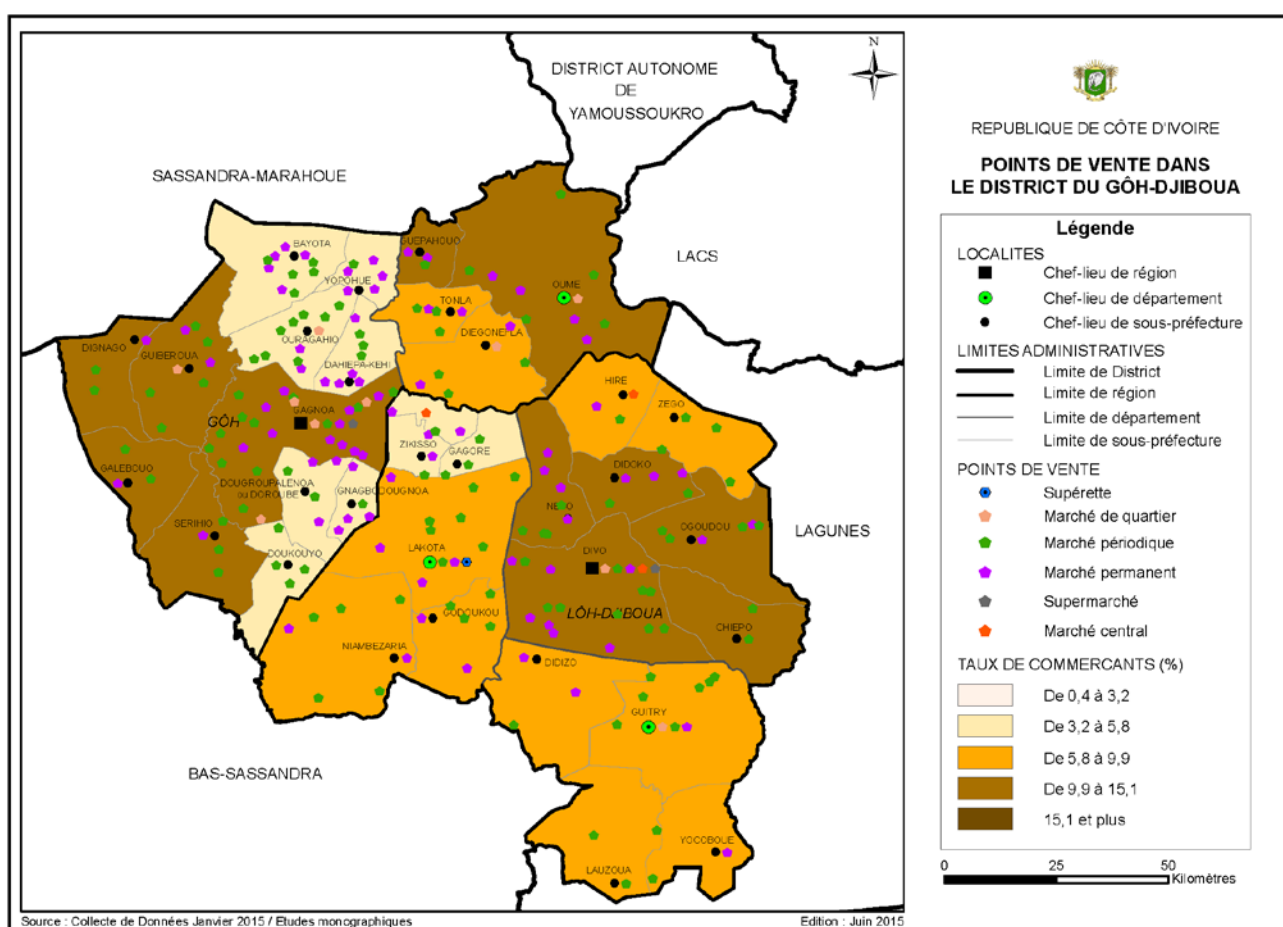 DISTRICT AUTONOME
DE
YAMOUSSOUKRO
N
SASSANDRA-MARAHOUE
LACS
LAGUNES
BAS-SASSANDRA
GÔH
LÔH-DJIBOUA
BAYOTA
YOPOHUE
OURAGAHIO
DAHIEPA-KEHI
GUEPAHOUO
OUME
TONLA
DIEGONEFLA
DIGNAGO
GUIBEROUA
GAGNOA
HIRE
ZEGO
ZIKISSO
GAGORE
GALEBOUO
DOUGROUPALENOA
ou DOROUBE
GNAGBODOUGNOA
DIDOKO
NEBO
OGOUDOU
SERIHIO
DOUKOUYO
LAKOTA
DIVO
GODOUKOU
CHIEPO
NIAMBEZARIA
DIDIZO
GUITRY
YOCOBOUE
LAUZOUA
Source : Collecte de Données Janvier 2015 / Etudes monographiques
Edition : Juin 2015
REPUBLIQUE DE CÔTE D'IVOIRE
POINTS DE VENTE DANS
LE DISTRICT DU GÔH-DJIBOUA
Légende
LOCALITES
Chef-lieu de région
Chef-lieu de département
Chef-lieu de sous-préfecture
LIMITES ADMINISTRATIVES
Limite de District
Limite de région
Limite de département
Limite de sous-préfecture
POINTS DE VENTE
Supérette
Marché de quartier
Marché périodique
Marché permanent
Supermarché
Marché central
TAUX DE COMMERCANTS (%)
De 0,4 à 3,2
De 3,2 à 5,8
De 5,8 à 9,9
De 9,9 à 15,1
15,1 et plus
0 25 50
Kilomètres